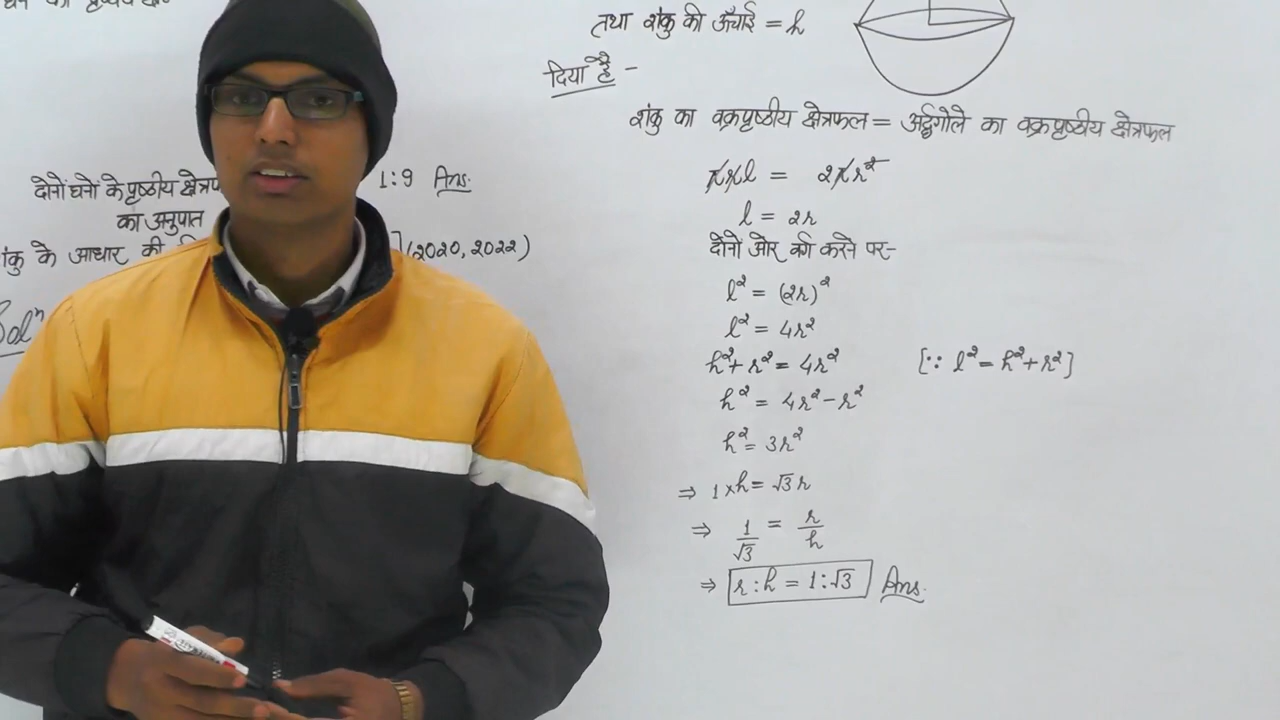 तथा शंकु की ऊँचाई = h
दिया है -
शंकु का वक्रपृष्ठीय क्षेत्रफल = अर्द्धगोले का वक्रपृष्ठीय क्षेत्रफल
πrl = 2πr²
l = 2r
दोनों ओर वर्ग करने पर-
l² = (2r)²
l² = 4r²
h² + r² = 4r² [∵ l² = h² + r²]
h² = 4r² - r²
h² = 3r²
⇒ 1×h = √3 r
⇒ 1/√3 = r/h
⇒ r : h = 1 : √3 Ans.
दोनों घनों के पृष्ठीय 1:9 Ans.
का अनुपात
के आधार की ] (2020, 2022)
Solⁿ